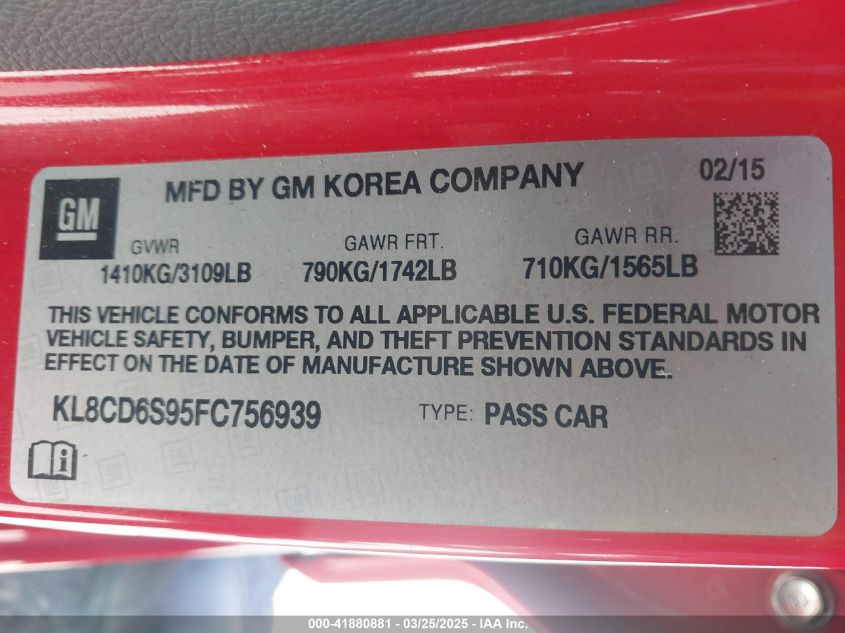 MFD BY GM KOREA COMPANY 02/15
GM
GVWR GAWR FRT. GAWR RR.
1410KG/3109LB 790KG/1742LB 710KG/1565LB
THIS VEHICLE CONFORMS TO ALL APPLICABLE U.S. FEDERAL MOTOR
VEHICLE SAFETY, BUMPER, AND THEFT PREVENTION STANDARDS IN
EFFECT ON THE DATE OF MANUFACTURE SHOWN ABOVE.
KL8CD6S95FC756939 TYPE: PASS CAR
i
000-41880881 - 03/25/2025 - IAA Inc.